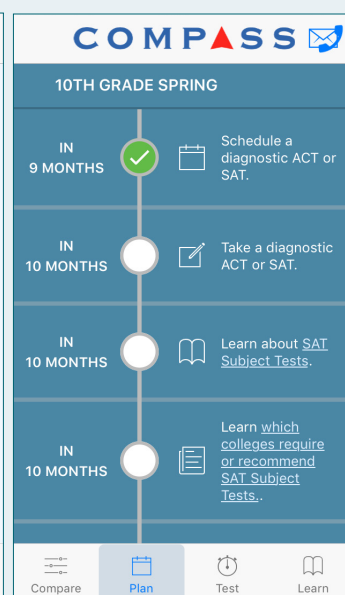 COMPASS
10TH GRADE SPRING
IN
9 MONTHS
Schedule a
diagnostic ACT or
SAT.
IN
10 MONTHS
Take a diagnostic
ACT or SAT.
IN
10 MONTHS
Learn about SAT
Subject Tests.
IN
10 MONTHS
Learn which
colleges require
or recommend
SAT Subject
Tests..
Compare
Plan
Test
Learn